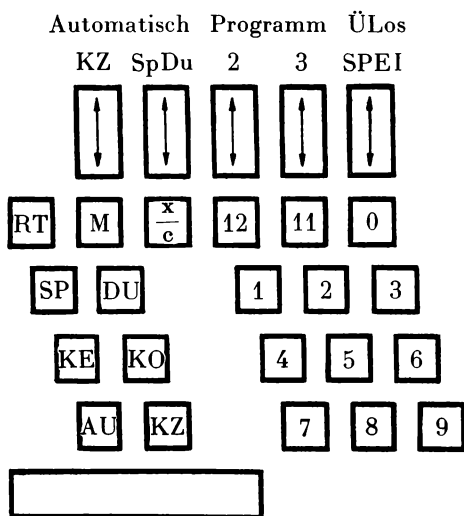 Automatisch Programm ÜLos
KZ SpDu 2 3 SPEI
RT M x/c 12 11 0
SP DU 1 2 3
KE KO 4 5 6
AU KZ 7 8 9